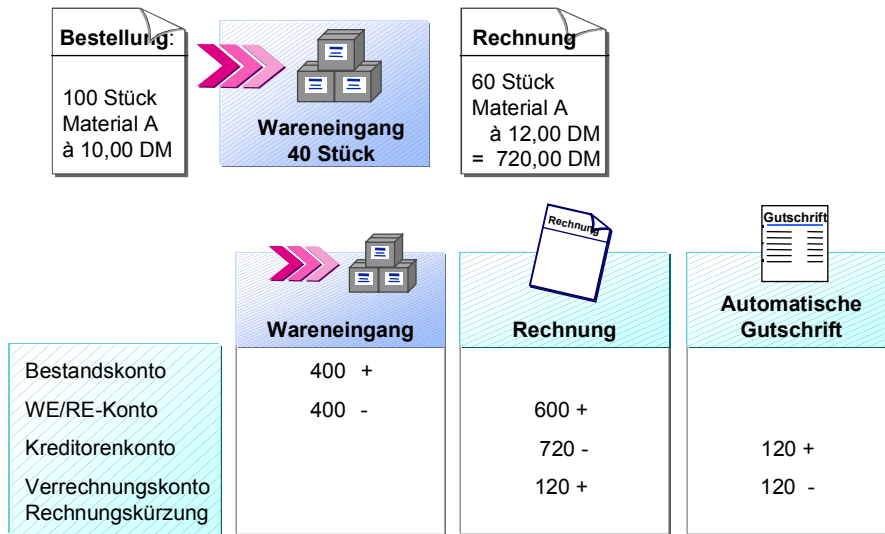 Bestellung:
100 Stück
Material A
à 10,00 DM
Wareneingang
40 Stück
Rechnung
60 Stück
Material A
à 12,00 DM
= 720,00 DM
Wareneingang
Rechnung
Rechnung
Gutschrift
Automatische
Gutschrift
Bestandskonto 400 +
WE/RE-Konto 400 - 600 +
Kreditorenkonto 720 - 120 +
Verrechnungskonto 120 + 120 -
Rechnungskürzung